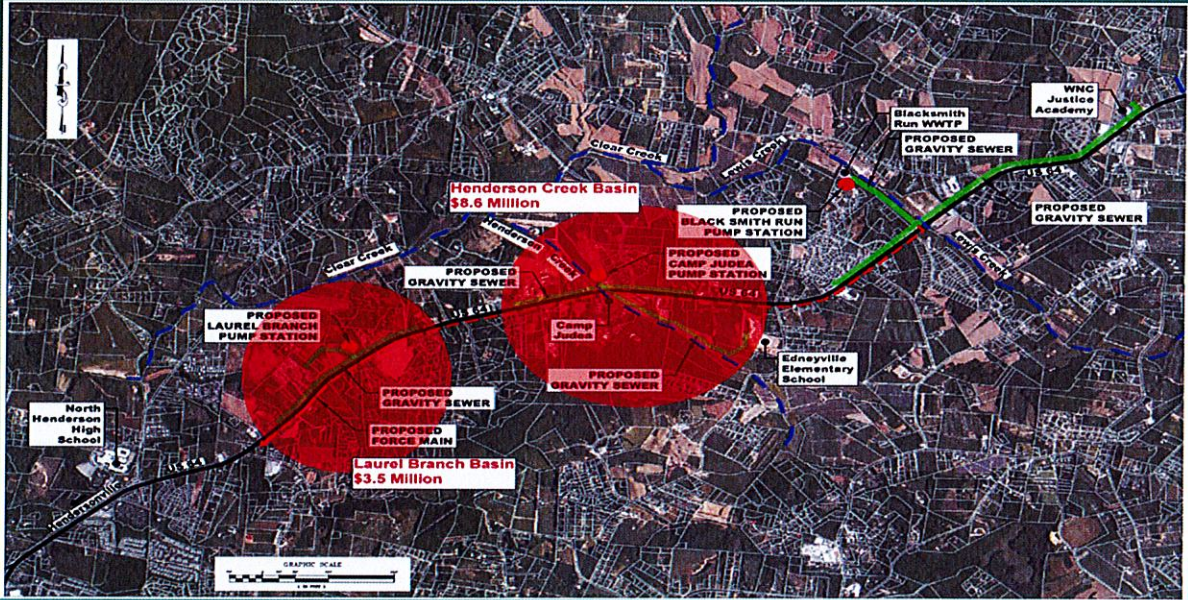 WNC
Justice
Academy
Blacksmith
Run WWTP
PROPOSED
GRAVITY SEWER
Clear Creek
Lewis Creek
US 64
Henderson Creek Basin
$8.6 Million
PROPOSED
BLACK SMITH RUN
PUMP STATION
PROPOSED
GRAVITY SEWER
Henderson
Creek
Lewis Creek
Clear Creek
PROPOSED
GRAVITY SEWER
PROPOSED
CAMP JUDEA
PUMP STATION
US 64
US 64
PROPOSED
LAUREL BRANCH
PUMP STATION
Camp
Judea
Edneyville
Elementary
School
PROPOSED
GRAVITY SEWER
PROPOSED
GRAVITY SEWER
North
Henderson
High
School
PROPOSED
FORCE MAIN
Laurel Branch Basin
$3.5 Million
US 64
Hendersonville
GRAPHIC SCALE